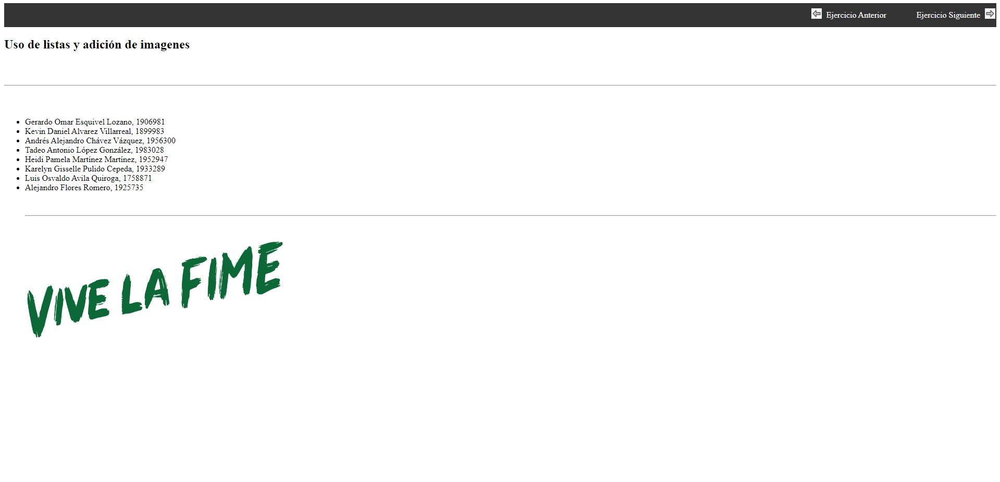 Ejercicio Anterior Ejercicio Siguiente
Uso de listas y adición de imagenes
Gerardo Omar Esquivel Lozano, 1906981
Kevin Daniel Alvarez Villarreal, 1899983
Andrés Alejandro Chávez Vázquez, 1956300
Tadeo Antonio López González, 1983028
Heidi Pamela Martínez Martínez, 1952947
Karelyn Gisselle Pulido Cepeda, 1933289
Luis Osvaldo Avila Quiroga, 1758871
Alejandro Flores Romero, 1925735
VIVE LA FIME